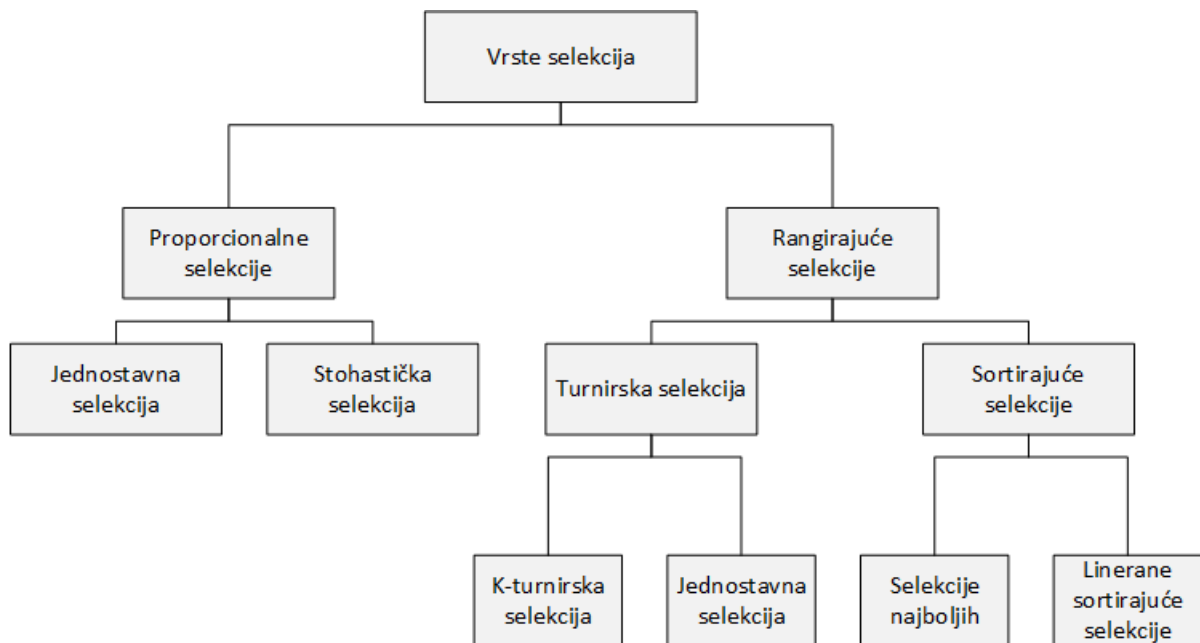 Vrste selekcija
Proporcionalne
selekcije
Rangirajuće
selekcije
Jednostavna
selekcija
Stohastička
selekcija
Turnirska selekcija
Sortirajuće
selekcije
K-turnirska
selekcija
Jednostavna
selekcija
Selekcije
najboljih
Linerane
sortirajuće
selekcije